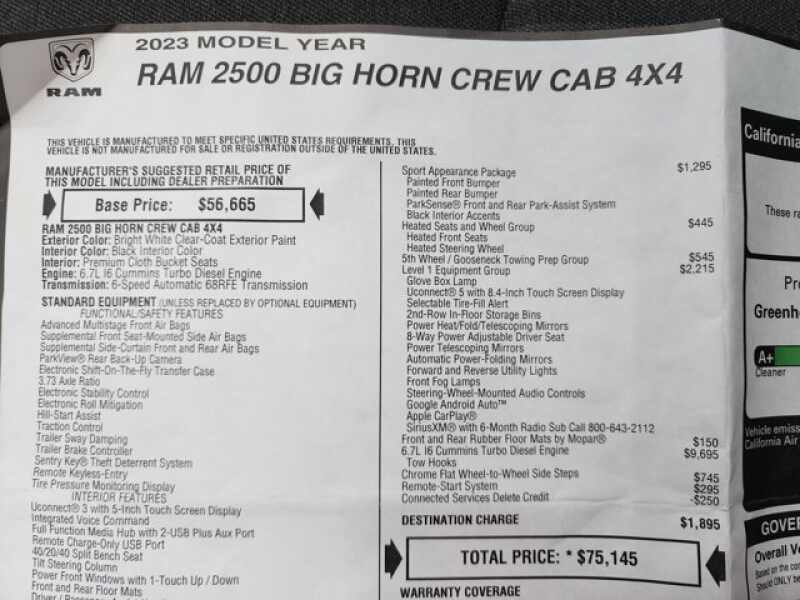 RAM
2023 MODEL YEAR
RAM 2500 BIG HORN CREW CAB 4X4
THIS VEHICLE IS MANUFACTURED TO MEET SPECIFIC UNITED STATES REQUIREMENTS. THIS
VEHICLE IS NOT MANUFACTURED FOR SALE OR REGISTRATION OUTSIDE OF THE UNITED STATES.
MANUFACTURER'S SUGGESTED RETAIL PRICE OF
THIS MODEL INCLUDING DEALER PREPARATION
Base Price: $56,665
RAM 2500 BIG HORN CREW CAB 4X4
Exterior Color: Bright White Clear-Coat Exterior Paint
Interior Color: Black Interior Color
Interior: Premium Cloth Bucket Seats
Engine: 6.7L I6 Cummins Turbo Diesel Engine
Transmission: 6-Speed Automatic 68RFE Transmission
STANDARD EQUIPMENT (UNLESS REPLACED BY OPTIONAL EQUIPMENT)
FUNCTIONAL/SAFETY FEATURES
Advanced Multistage Front Air Bags
Supplemental Front Seat-Mounted Side Air Bags
Supplemental Side-Curtain Front and Rear Air Bags
ParkView® Rear Back-Up Camera
Electronic Shift-On-The-Fly Transfer Case
3.73 Axle Ratio
Electronic Stability Control
Electronic Roll Mitigation
Hill-Start Assist
Traction Control
Trailer Sway Damping
Trailer Brake Controller
Sentry Key® Theft Deterrent System
Remote Keyless-Entry
Tire Pressure Monitoring Display
INTERIOR FEATURES
Uconnect® 3 with 5-Inch Touch Screen Display
Integrated Voice Command
Full Function Media Hub with 2-USB Plus Aux Port
Remote Charge-Only USB Port
40/20/40 Split Bench Seat
Tilt Steering Column
Power Front Windows with 1-Touch Up / Down
Front and Rear Floor Mats
Sport Appearance Package $1,295
Painted Front Bumper
Painted Rear Bumper
ParkSense® Front and Rear Park-Assist System
Black Interior Accents
Heated Seats and Wheel Group $445
Heated Front Seats
Heated Steering Wheel
5th Wheel / Gooseneck Towing Prep Group $545
Level 1 Equipment Group $2,215
Glove Box Lamp
Uconnect® 5 with 8.4-Inch Touch Screen Display
Selectable Tire-Fill Alert
2nd-Row In-Floor Storage Bins
Power Heat/Fold/Telescoping Mirrors
8-Way Power Adjustable Driver Seat
Power Telescoping Mirrors
Automatic Power-Folding Mirrors
Forward and Reverse Utility Lights
Front Fog Lamps
Steering-Wheel-Mounted Audio Controls
Google Android Auto™
Apple CarPlay®
SiriusXM® with 6-Month Radio Sub Call 800-643-2112
Front and Rear Rubber Floor Mats by Mopar® $150
6.7L I6 Cummins Turbo Diesel Engine $9,695
Tow Hooks
Chrome Flat Wheel-to-Wheel Side Steps $745
Remote-Start System $295
Connected Services Delete Credit -$250
DESTINATION CHARGE $1,895
TOTAL PRICE: * $75,145
WARRANTY COVERAGE
California
These ra
Pro
Greenho
A+
Cleaner
Vehicle emiss
California Air
GOVER
Overall Ve
Based on the com
Should ONLY be